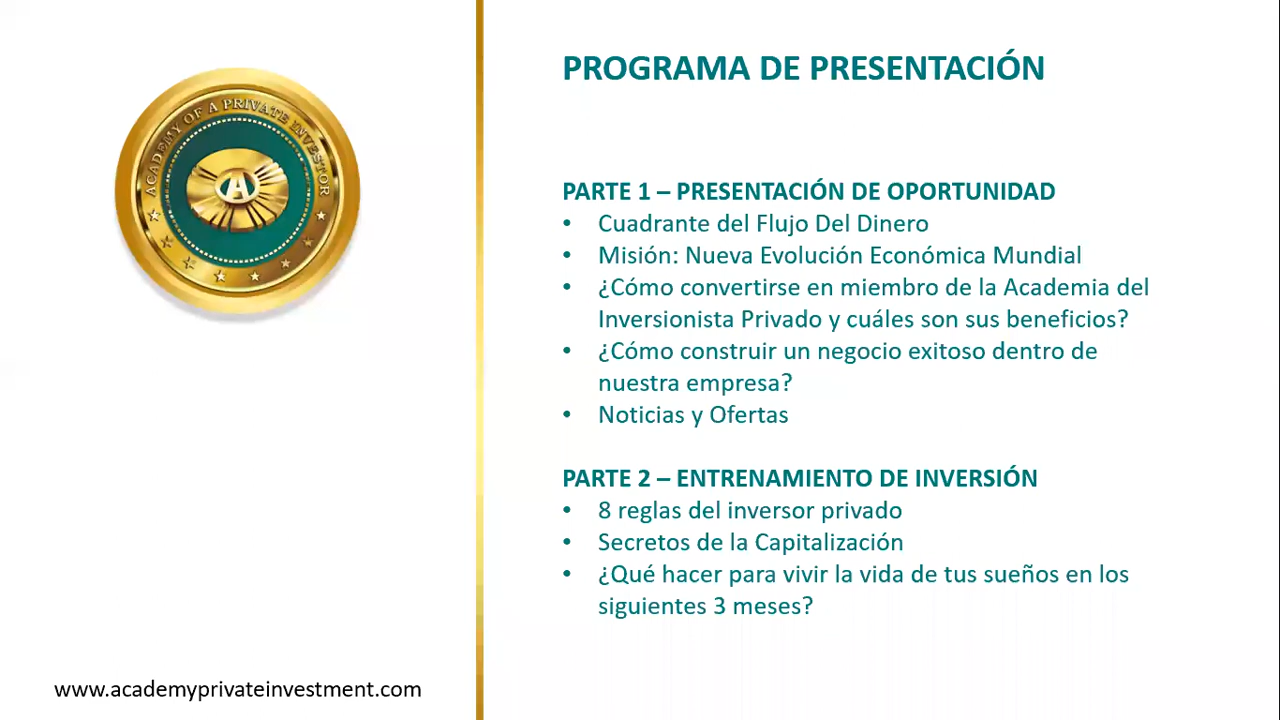 ACADEMY OF A PRIVATE INVESTOR
A
PROGRAMA DE PRESENTACIÓN
PARTE 1 – PRESENTACIÓN DE OPORTUNIDAD
• Cuadrante del Flujo Del Dinero
• Misión: Nueva Evolución Económica Mundial
• ¿Cómo convertirse en miembro de la Academia del
Inversionista Privado y cuáles son sus beneficios?
• ¿Cómo construir un negocio exitoso dentro de
nuestra empresa?
• Noticias y Ofertas
PARTE 2 – ENTRENAMIENTO DE INVERSIÓN
• 8 reglas del inversor privado
• Secretos de la Capitalización
• ¿Qué hacer para vivir la vida de tus sueños en los
siguientes 3 meses?
www.academyprivateinvestment.com